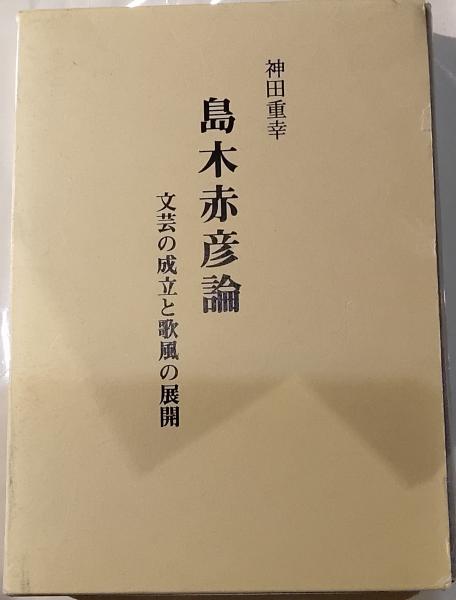 神田重幸
島木赤彦論
文芸の成立と歌風の展開